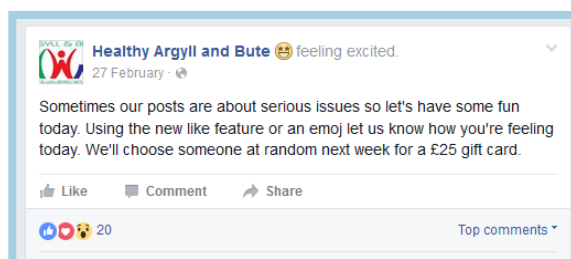 Healthy Argyll and Bute feeling excited.
27 February ·
Sometimes our posts are about serious issues so let's have some fun
today. Using the new like feature or an emoj let us know how you're feeling
today. We'll choose someone at random next week for a £25 gift card.
Like Comment Share
20 Top comments